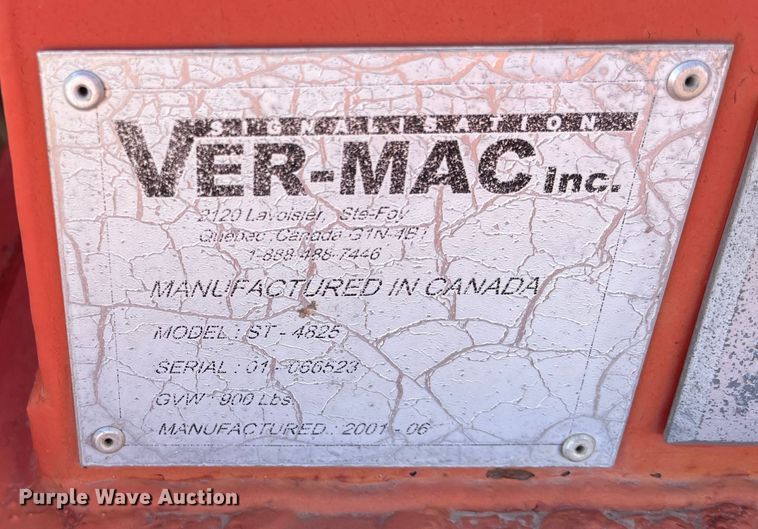 SIGNALISATION
VER-MAC Inc.
2120 Lavoisier, Ste-Foy
Québec, Canada G1N 4B1
1-888-488-7446
MANUFACTURED IN CANADA
MODEL : ST - 4825
SERIAL : 01 - 066523
GVW : 900 Lbs
MANUFACTURED : 2001 - 06
Purple Wave Auction